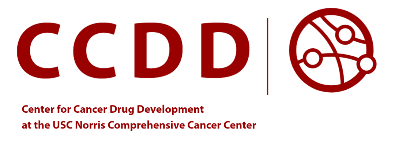 CCDD
Center for Cancer Drug Development
at the USC Norris Comprehensive Cancer Center